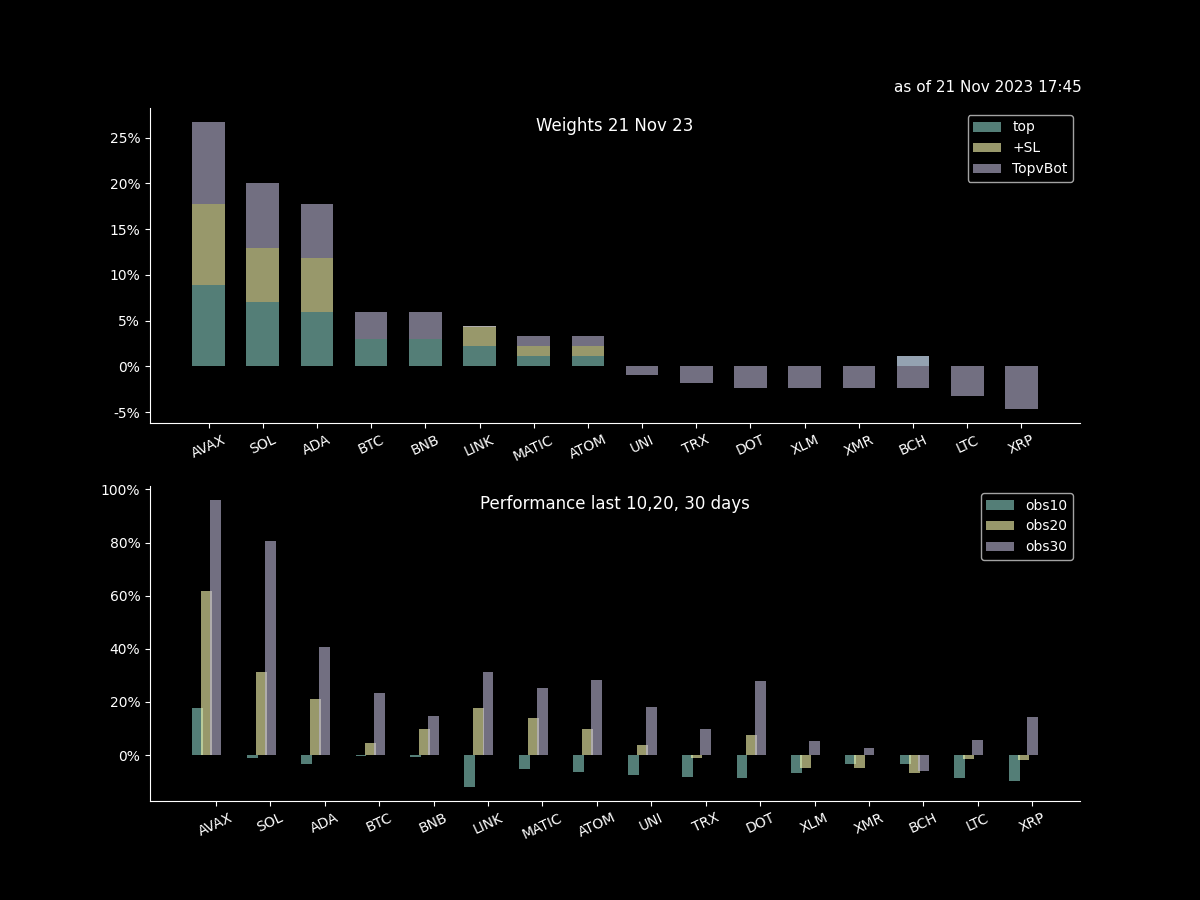 as of 21 Nov 2023 17:45
Weights 21 Nov 23
top
+SL
TopvBot
25%
20%
15%
10%
5%
0%
-5%
AVAX SOL ADA BTC BNB LINK MATIC ATOM UNI TRX DOT XLM XMR BCH LTC XRP
Performance last 10,20, 30 days
obs10
obs20
obs30
100%
80%
60%
40%
20%
0%
AVAX SOL ADA BTC BNB LINK MATIC ATOM UNI TRX DOT XLM XMR BCH LTC XRP